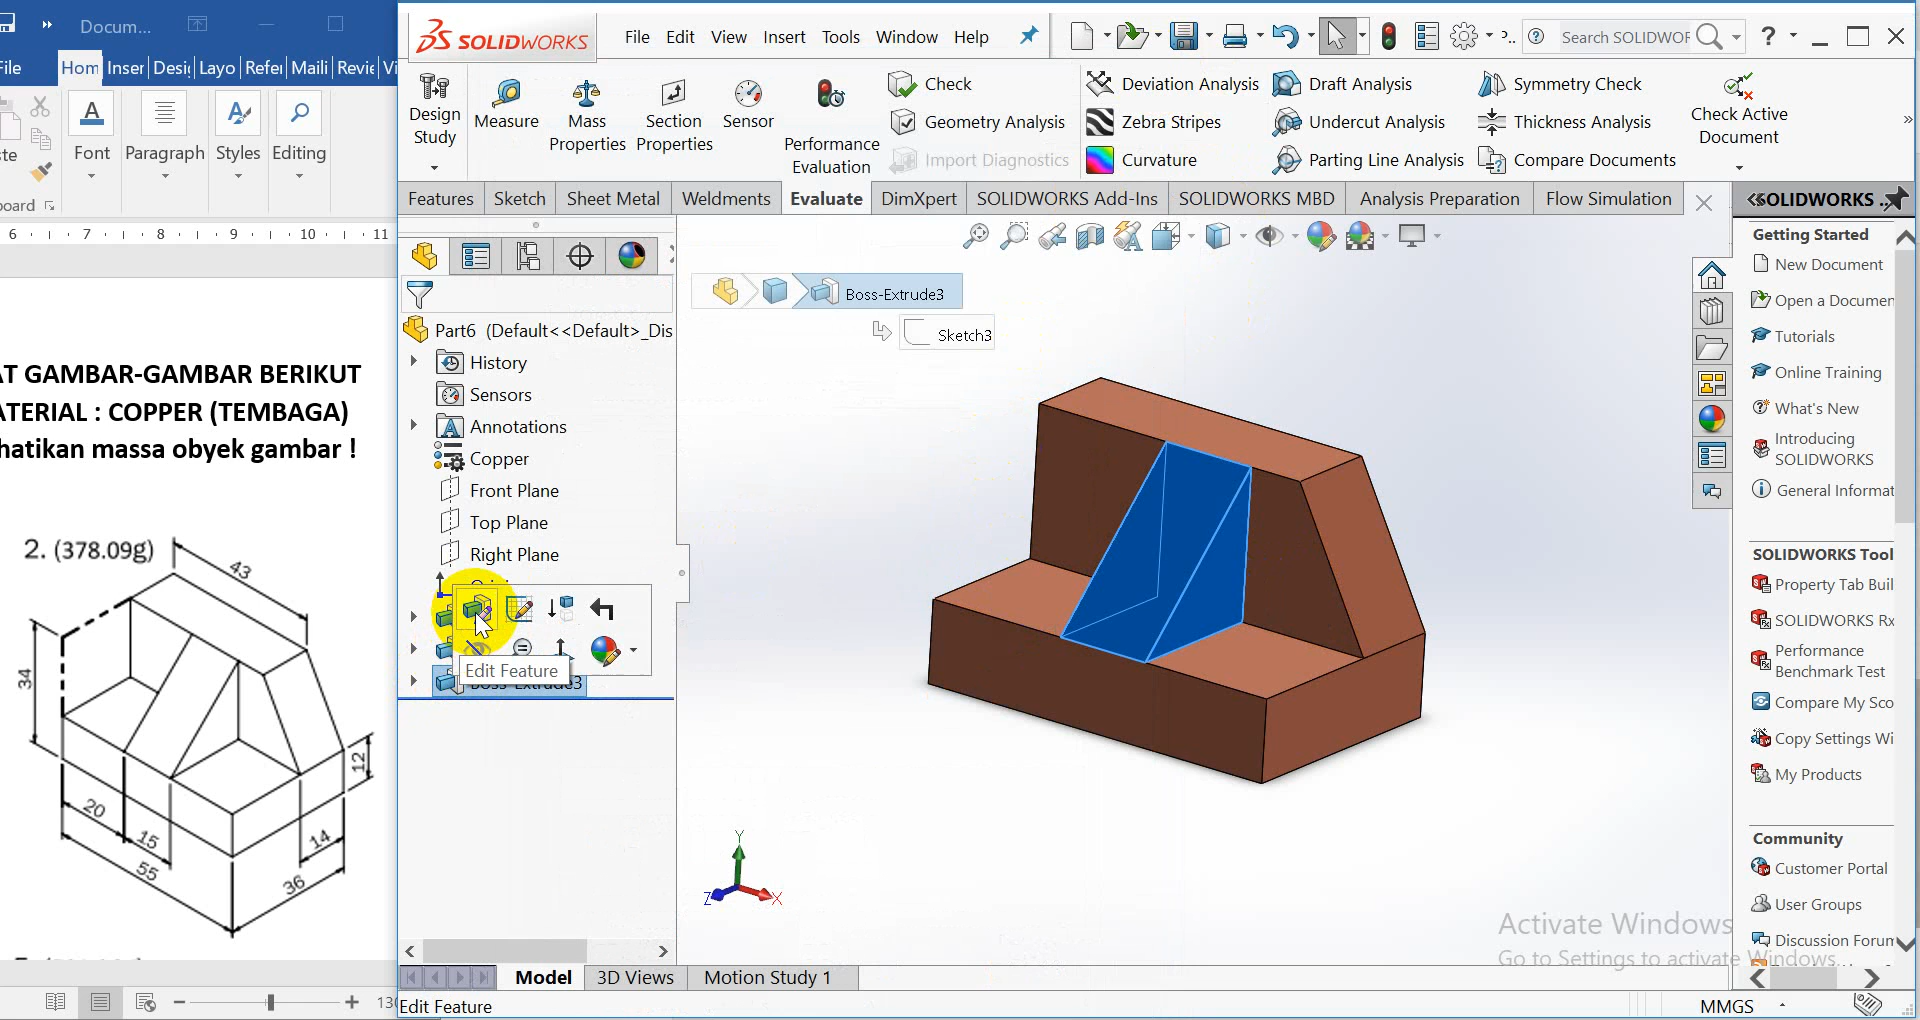 Docum...
File
Hom
Inser
Desi
Layo
Refer
Maili
Revie
Font
Paragraph
Styles
Editing
6 7 8 9 10 11
AT GAMBAR-GAMBAR BERIKUT
ATERIAL : COPPER (TEMBAGA)
hatikan massa obyek gambar !
2. (378.09g)
43
34
12
20
15
55
14
36
SOLIDWORKS
File Edit View Insert Tools Window Help
Search SOLIDWOR
Design Study
Measure
Mass Properties
Section Properties
Sensor
Performance Evaluation
Check
Geometry Analysis
Import Diagnostics
Deviation Analysis
Zebra Stripes
Curvature
Draft Analysis
Undercut Analysis
Parting Line Analysis
Symmetry Check
Thickness Analysis
Compare Documents
Check Active Document
Features
Sketch
Sheet Metal
Weldments
Evaluate
DimXpert
SOLIDWORKS Add-Ins
SOLIDWORKS MBD
Analysis Preparation
Flow Simulation
Part6 (Default<<Default>_Dis
History
Sensors
Annotations
Copper
Front Plane
Top Plane
Right Plane
Edit Feature
Boss-Extrude3
Boss-Extrude3
Sketch3
Y
Z
X
SOLIDWORKS ...
Getting Started
New Document
Open a Documen
Tutorials
Online Training
What's New
Introducing
SOLIDWORKS
General Informat
SOLIDWORKS Tool
Property Tab Buil
SOLIDWORKS Rx
Performance
Benchmark Test
Compare My Sco
Copy Settings Wi
My Products
Community
Customer Portal
User Groups
Discussion Forum
Activate Windows
Go to Settings to activate Windows.
Model
3D Views
Motion Study 1
Edit Feature
MMGS